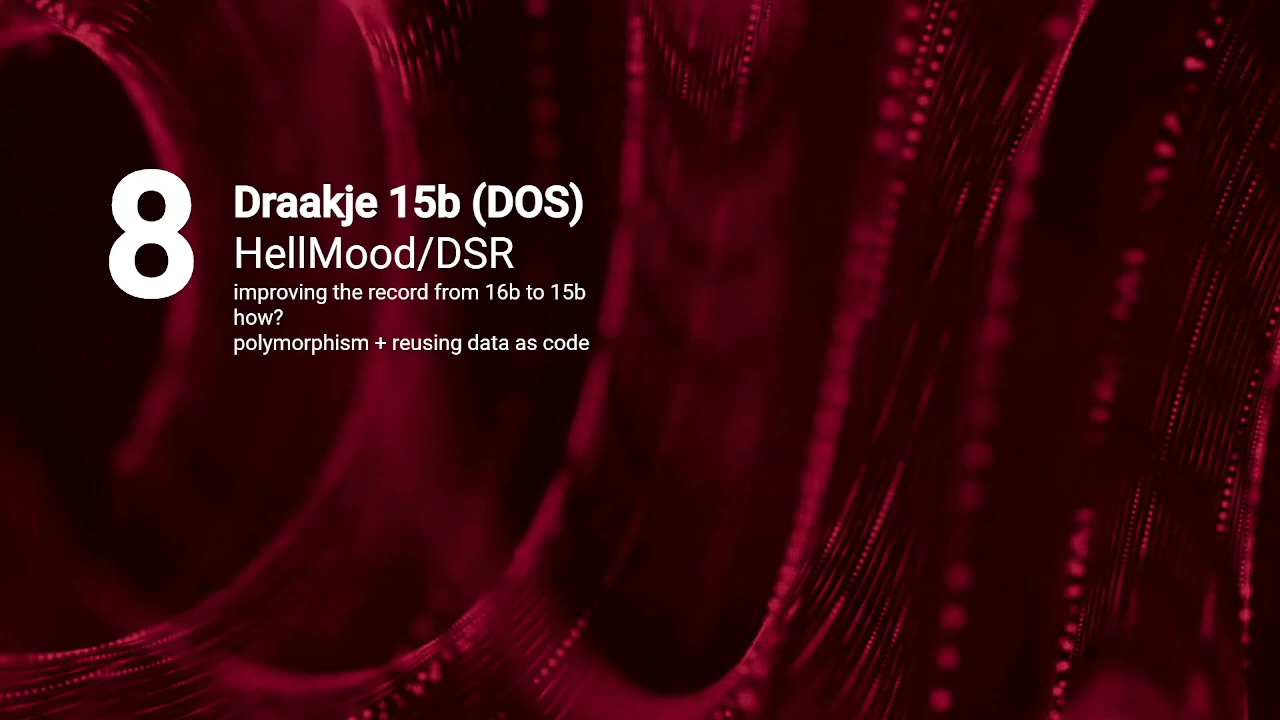 8
Draakje 15b (DOS)
HellMood/DSR
improving the record from 16b to 15b
how?
polymorphism + reusing data as code